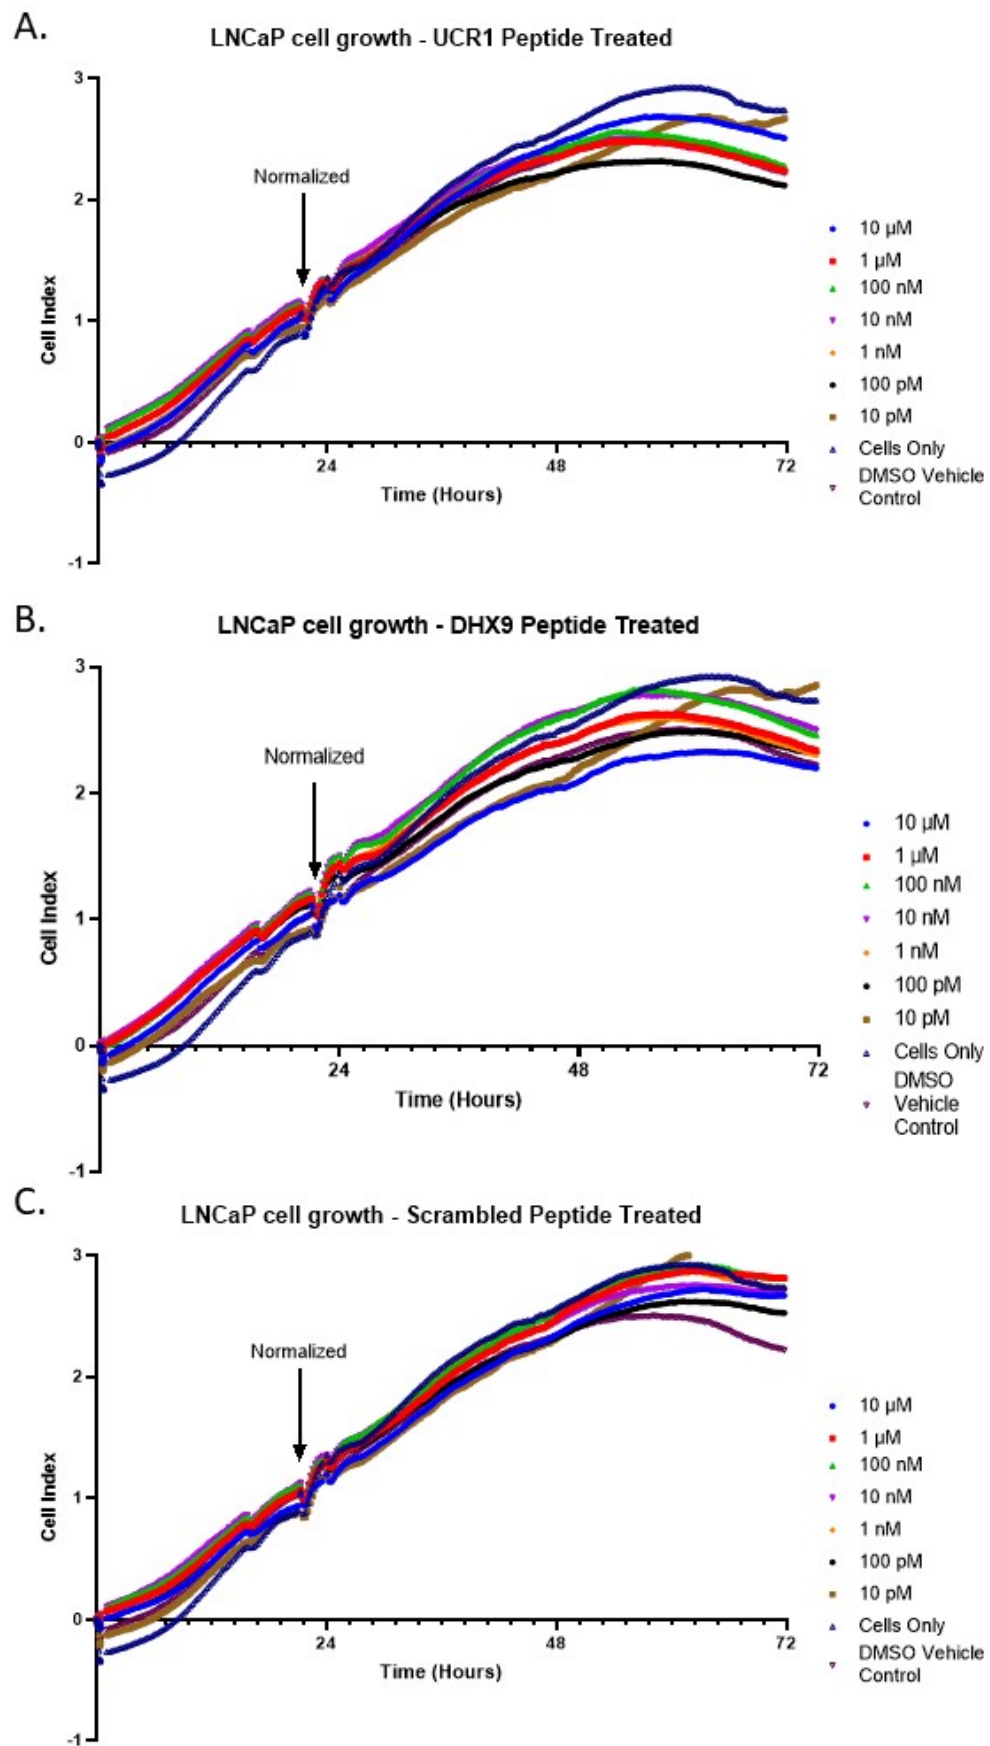 A.
LNCaP cell growth - UCR1 Peptide Treated
3
Normalized
2
10 µM
1 µM
100 nM
Cell Index
1
10 nM
1 nM
100 pM
10 pM
0
Cells Only
24
48
72
DMSO Vehicle
Control
Time (Hours)
-1
B.
LNCaP cell growth - DHX9 Peptide Treated
3
Normalized
2
10 µM
1 µM
100 nM
Cell Index
1
10 nM
1 nM
100 pM
10 pM
0
Cells Only
24
48
72
DMSO
Vehicle
Control
Time (Hours)
-1
C.
LNCaP cell growth - Scrambled Peptide Treated
3
Normalized
2
10 µM
1 µM
100 nM
Cell Index
1
10 nM
1 nM
100 pM
10 pM
0
Cells Only
24
48
72
DMSO Vehicle
Control
Time (Hours)
-1